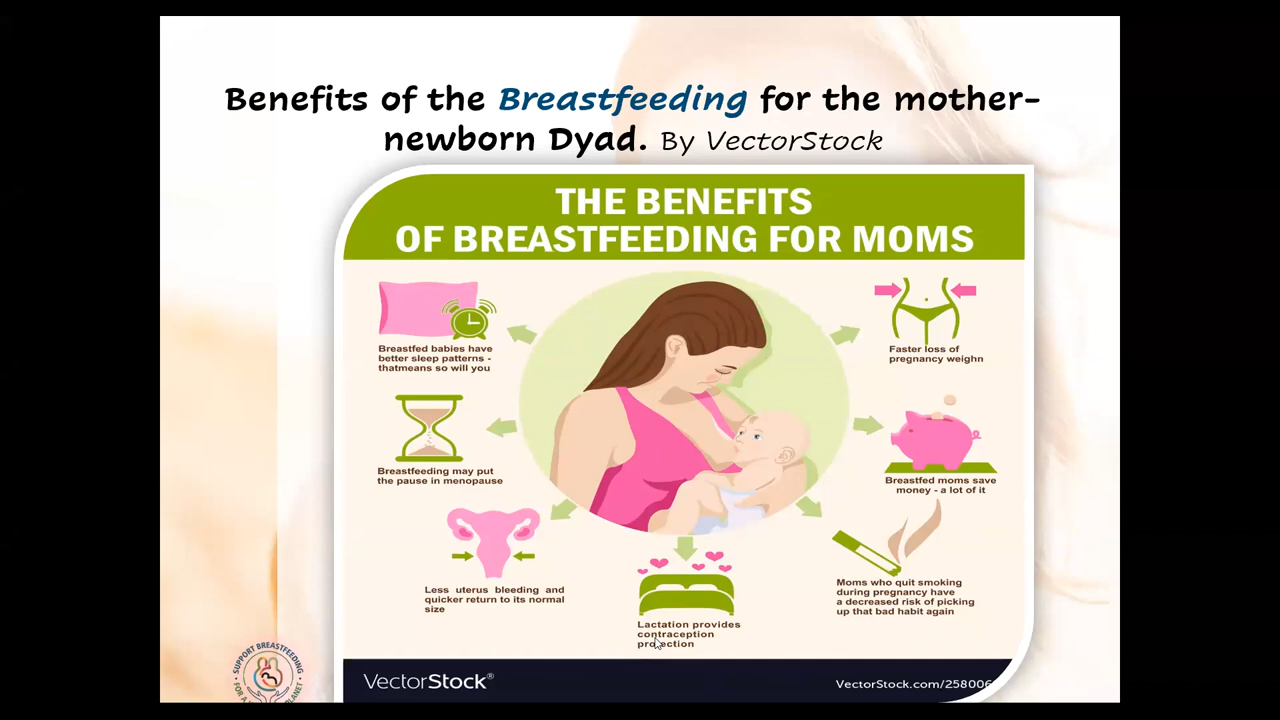 Benefits of the Breastfeeding for the mother-
newborn Dyad. By VectorStock
THE BENEFITS
OF BREASTFEEDING FOR MOMS
Breastfed babies have
better sleep patterns -
thatmeans so will you
Breastfeeding may put
the pause in menopause
Less uterus bleeding and
quicker return to its normal
size
Lactation provides
contraception
protection
Faster loss of
pregnancy weighn
Breastfed moms save
money - a lot of it
Moms who quit smoking
during pregnancy have
a decreased risk of picking
up that bad habit again
SUPPORT BREASTFEEDING
FOR A
PLANET
VectorStock®
VectorStock.com/258006